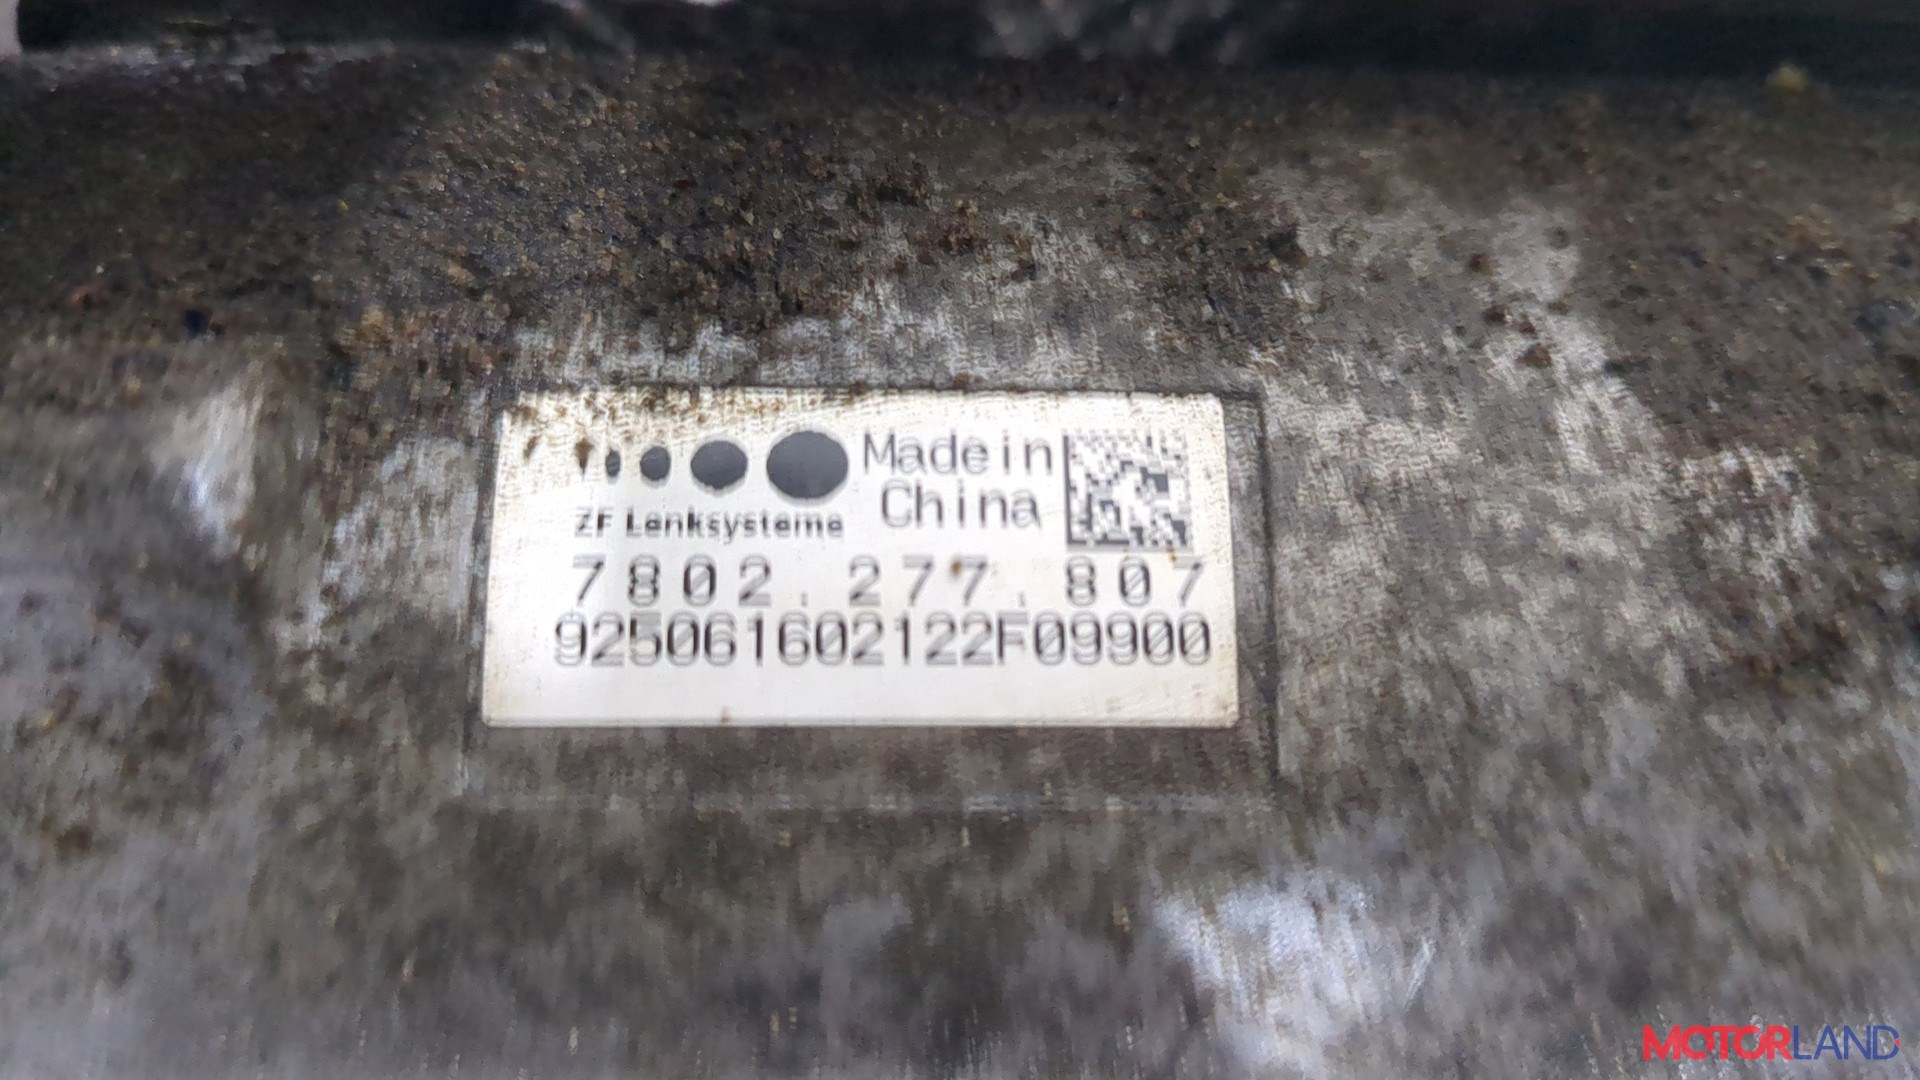 Made in
China
ZF Lenksysteme
7802.277.807
925061602122F09900
MOTORLAND